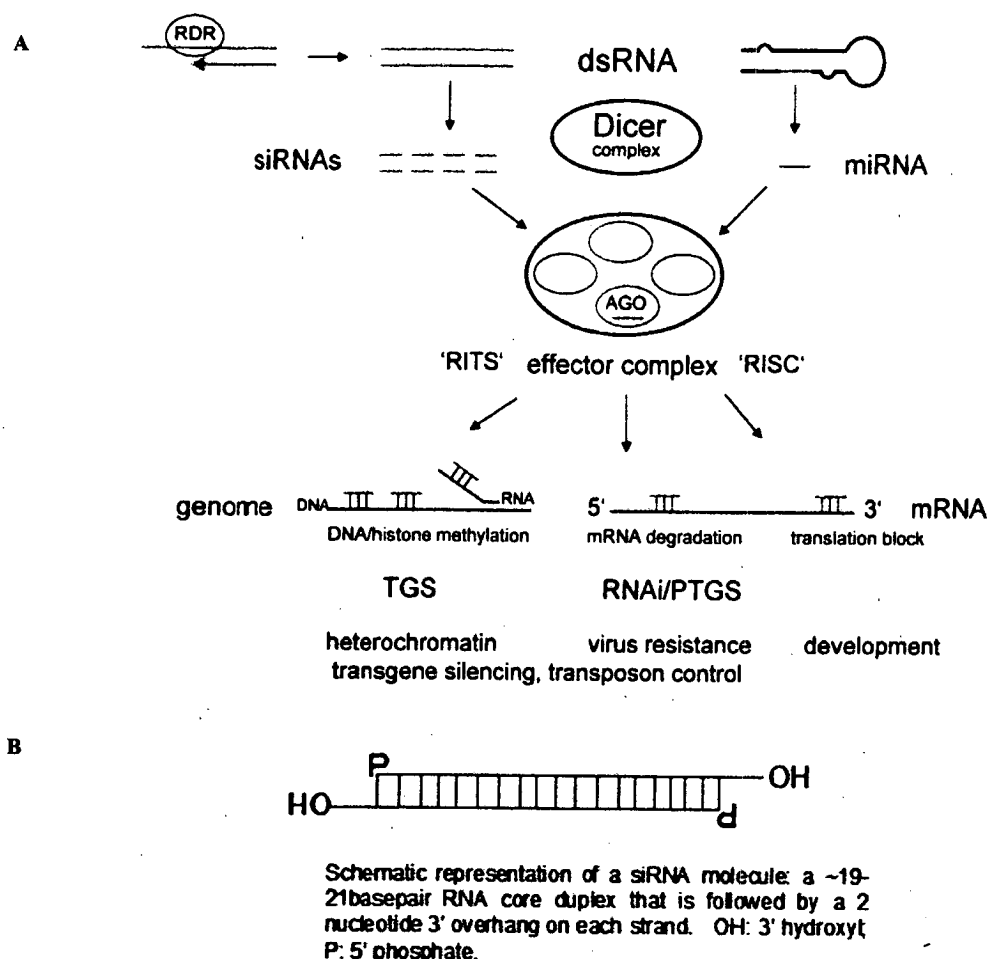 A
RDR
dsRNA
Dicer
complex
siRNAs
miRNA
AGO
'RITS' effector complex 'RISC'
genome DNA RNA 5' 3' mRNA
DNA/histone methylation mRNA degradation translation block
TGS RNAi/PTGS
heterochromatin virus resistance development
transgene silencing, transposon control
B
P OH
HO P
Schematic representation of a siRNA molecule: a ~19-
21basepair RNA core duplex that is followed by a 2
nucleotide 3' overhang on each strand. OH: 3' hydroxyl;
P: 5' phosphate.